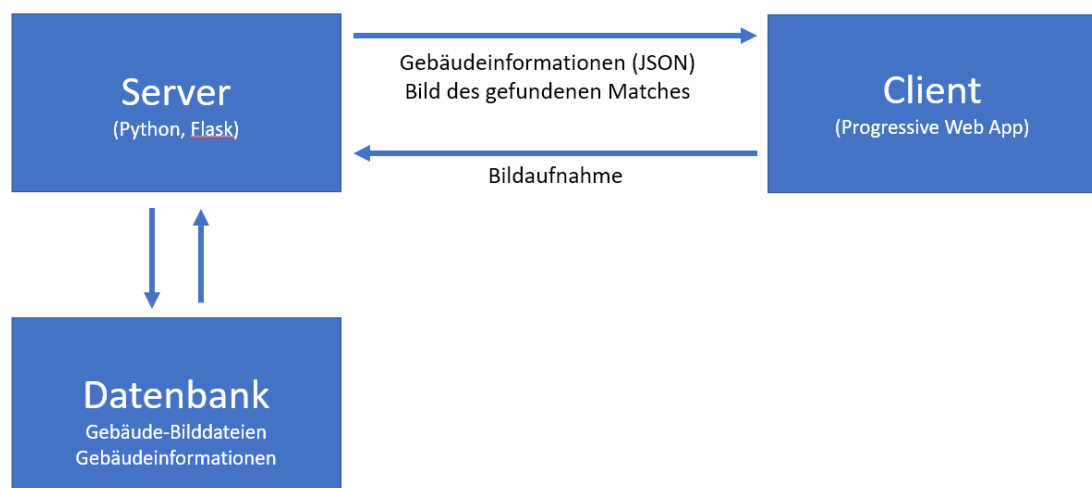 Server
(Python, Flask)
Gebäudeinformationen (JSON)
Bild des gefundenen Matches
Client
(Progressive Web App)
Bildaufnahme
Datenbank
Gebäude-Bilddateien
Gebäudeinformationen